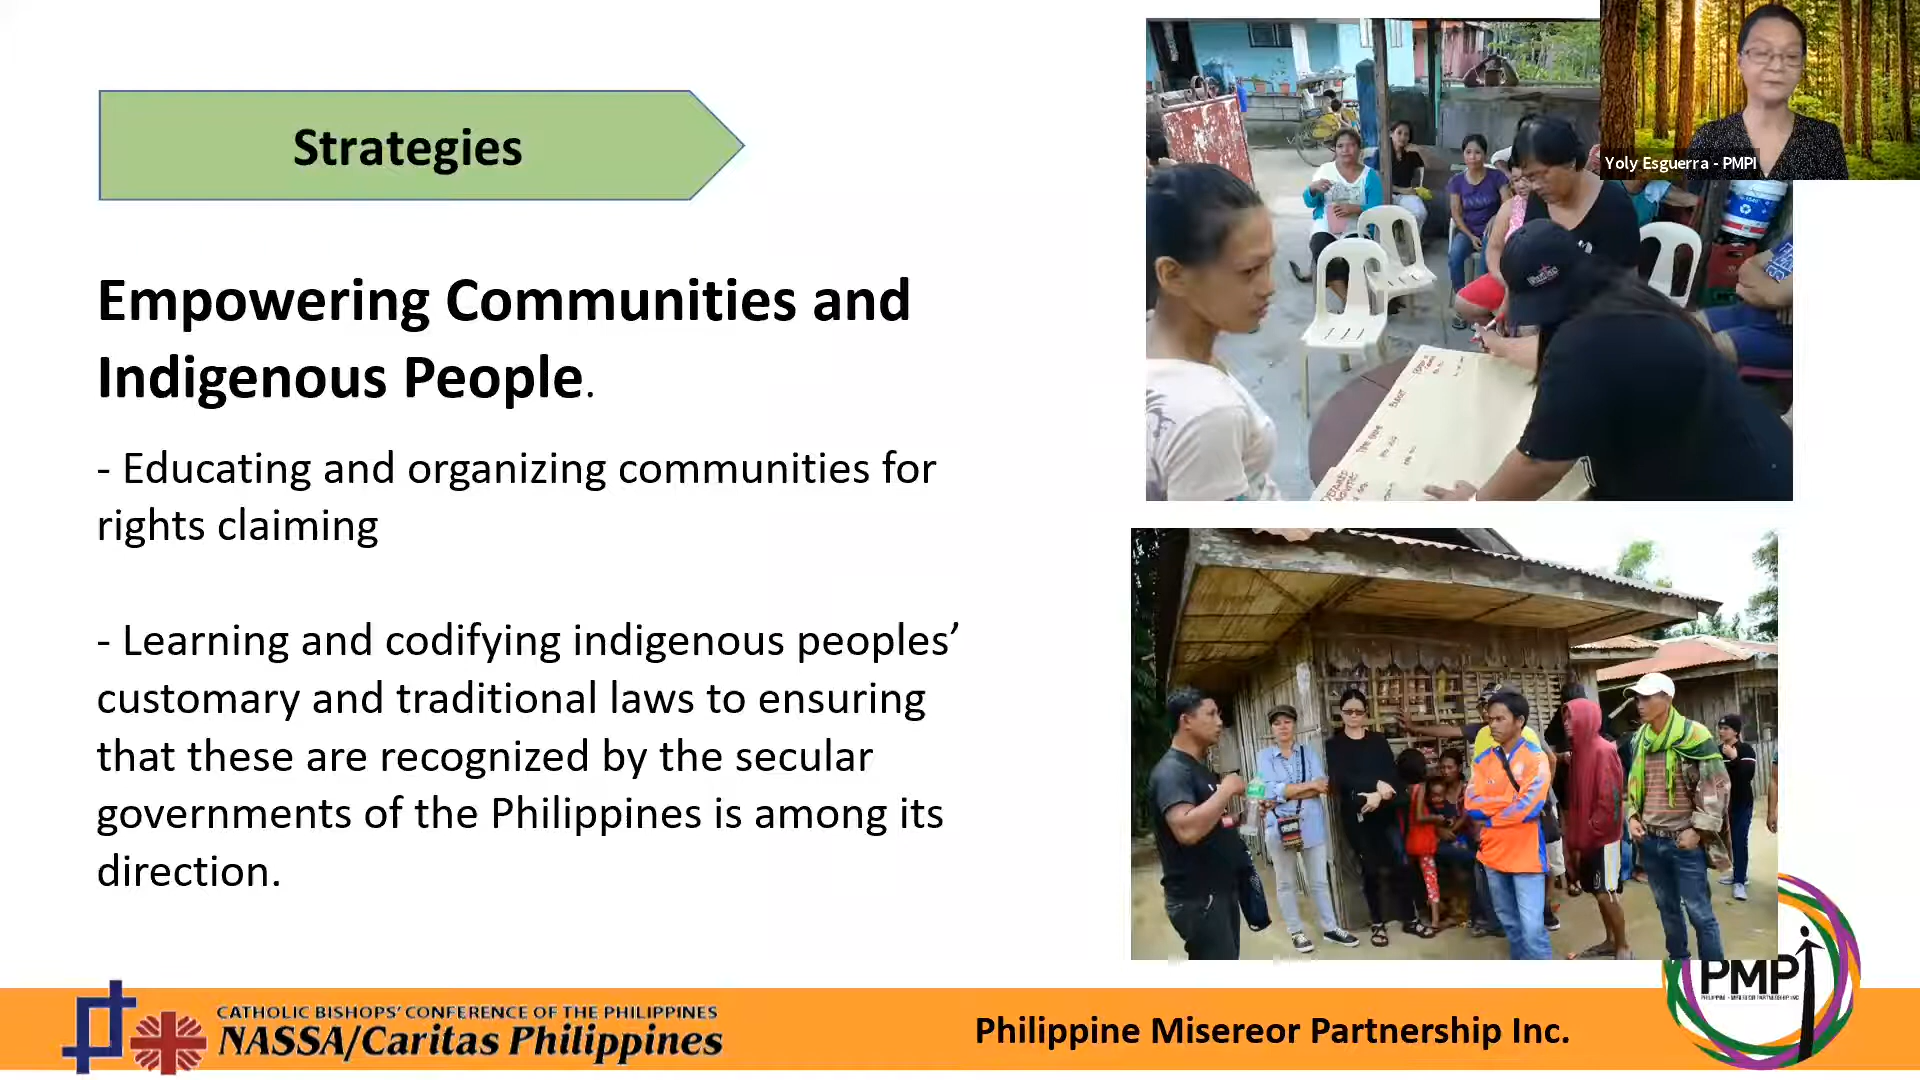 Strategies
Yoly Esguerra - PMPI
Empowering Communities and
Indigenous People.
- Educating and organizing communities for
rights claiming
- Learning and codifying indigenous peoples’
customary and traditional laws to ensuring
that these are recognized by the secular
governments of the Philippines is among its
direction.
CATHOLIC BISHOPS’ CONFERENCE OF THE PHILIPPINES
NASSA/Caritas Philippines
Philippine Misereor Partnership Inc.
PMPI